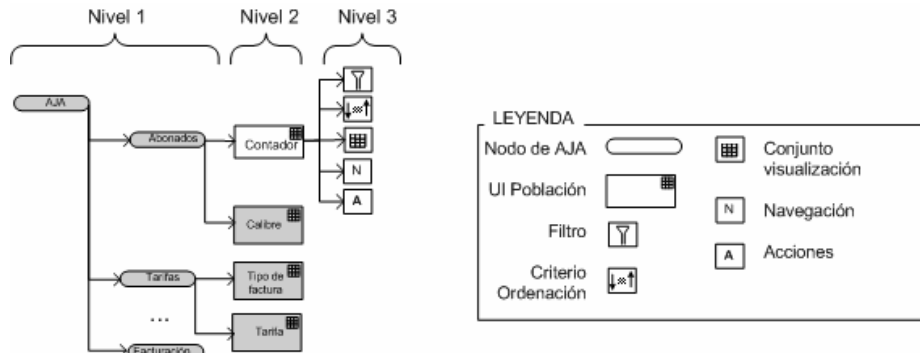 Nivel 1
Nivel 2
Nivel 3
AJA
Abonados
Contador
N
A
Calibre
Tarifas
Tipo de
factura
...
Tarifa
Facturación
LEYENDA
Nodo de AJA
UI Población
Filtro
Criterio
Ordenación
Conjunto
visualización
N
Navegación
A
Acciones